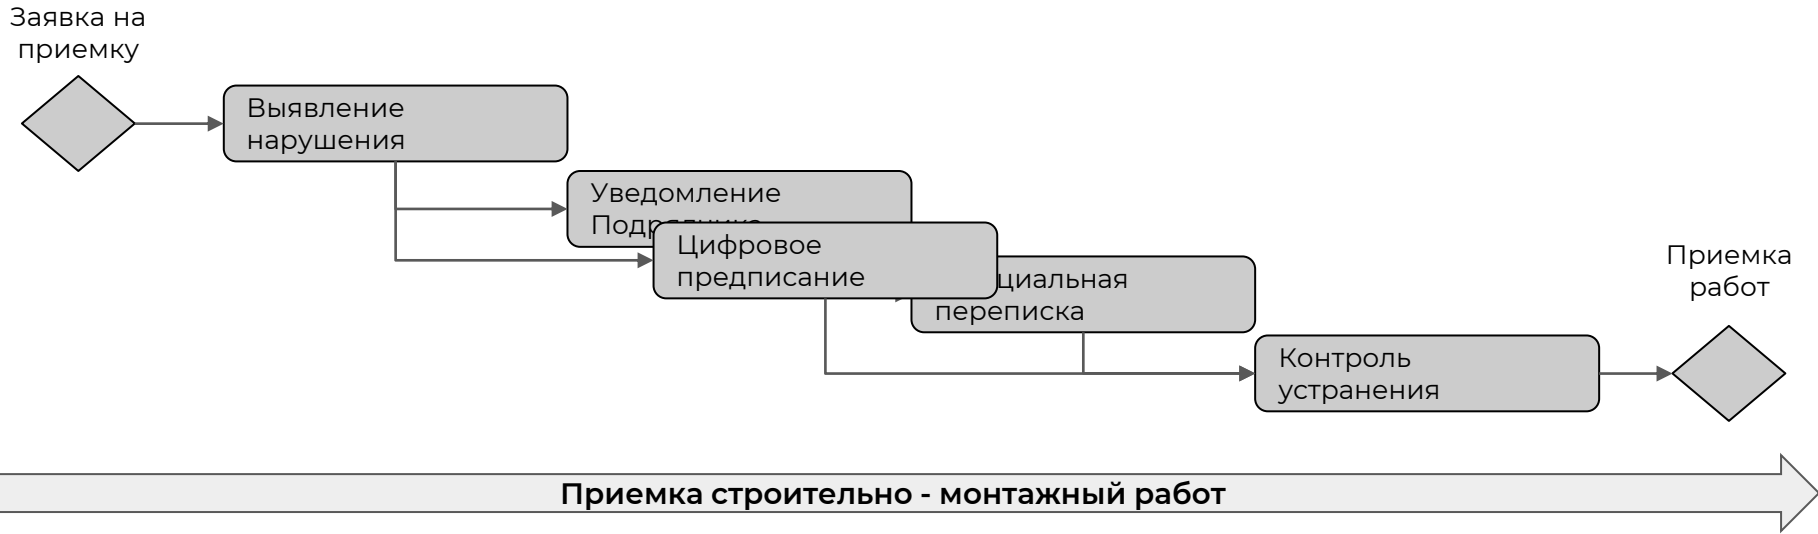 Заявка на
приемку
Выявление
нарушения
Уведомление
Цифровое
предписание
переписка
Контроль
устранения
Приемка
работ
Приемка строительно - монтажный работ